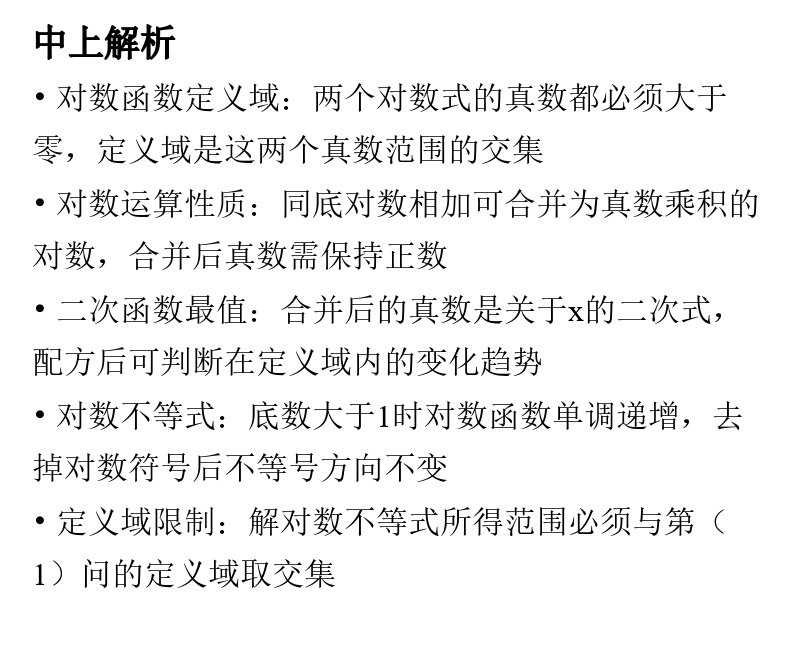 中上解析
• 对数函数定义域：两个对数式的真数都必须大于
零，定义域是这两个真数范围的交集
• 对数运算性质：同底对数相加可合并为真数乘积的
对数，合并后真数需保持正数
• 二次函数最值：合并后的真数是关于x的二次式，
配方后可判断在定义域内的变化趋势
• 对数不等式：底数大于1时对数函数单调递增，去
掉对数符号后不等号方向不变
• 定义域限制：解对数不等式所得范围必须与第（
1）问的定义域取交集